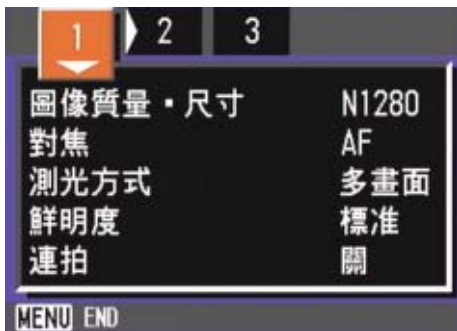 1 2 3
圖像質量・尺寸 N1280
對焦 AF
測光方式 多畫面
鮮明度 標准
連拍 關
MENU END